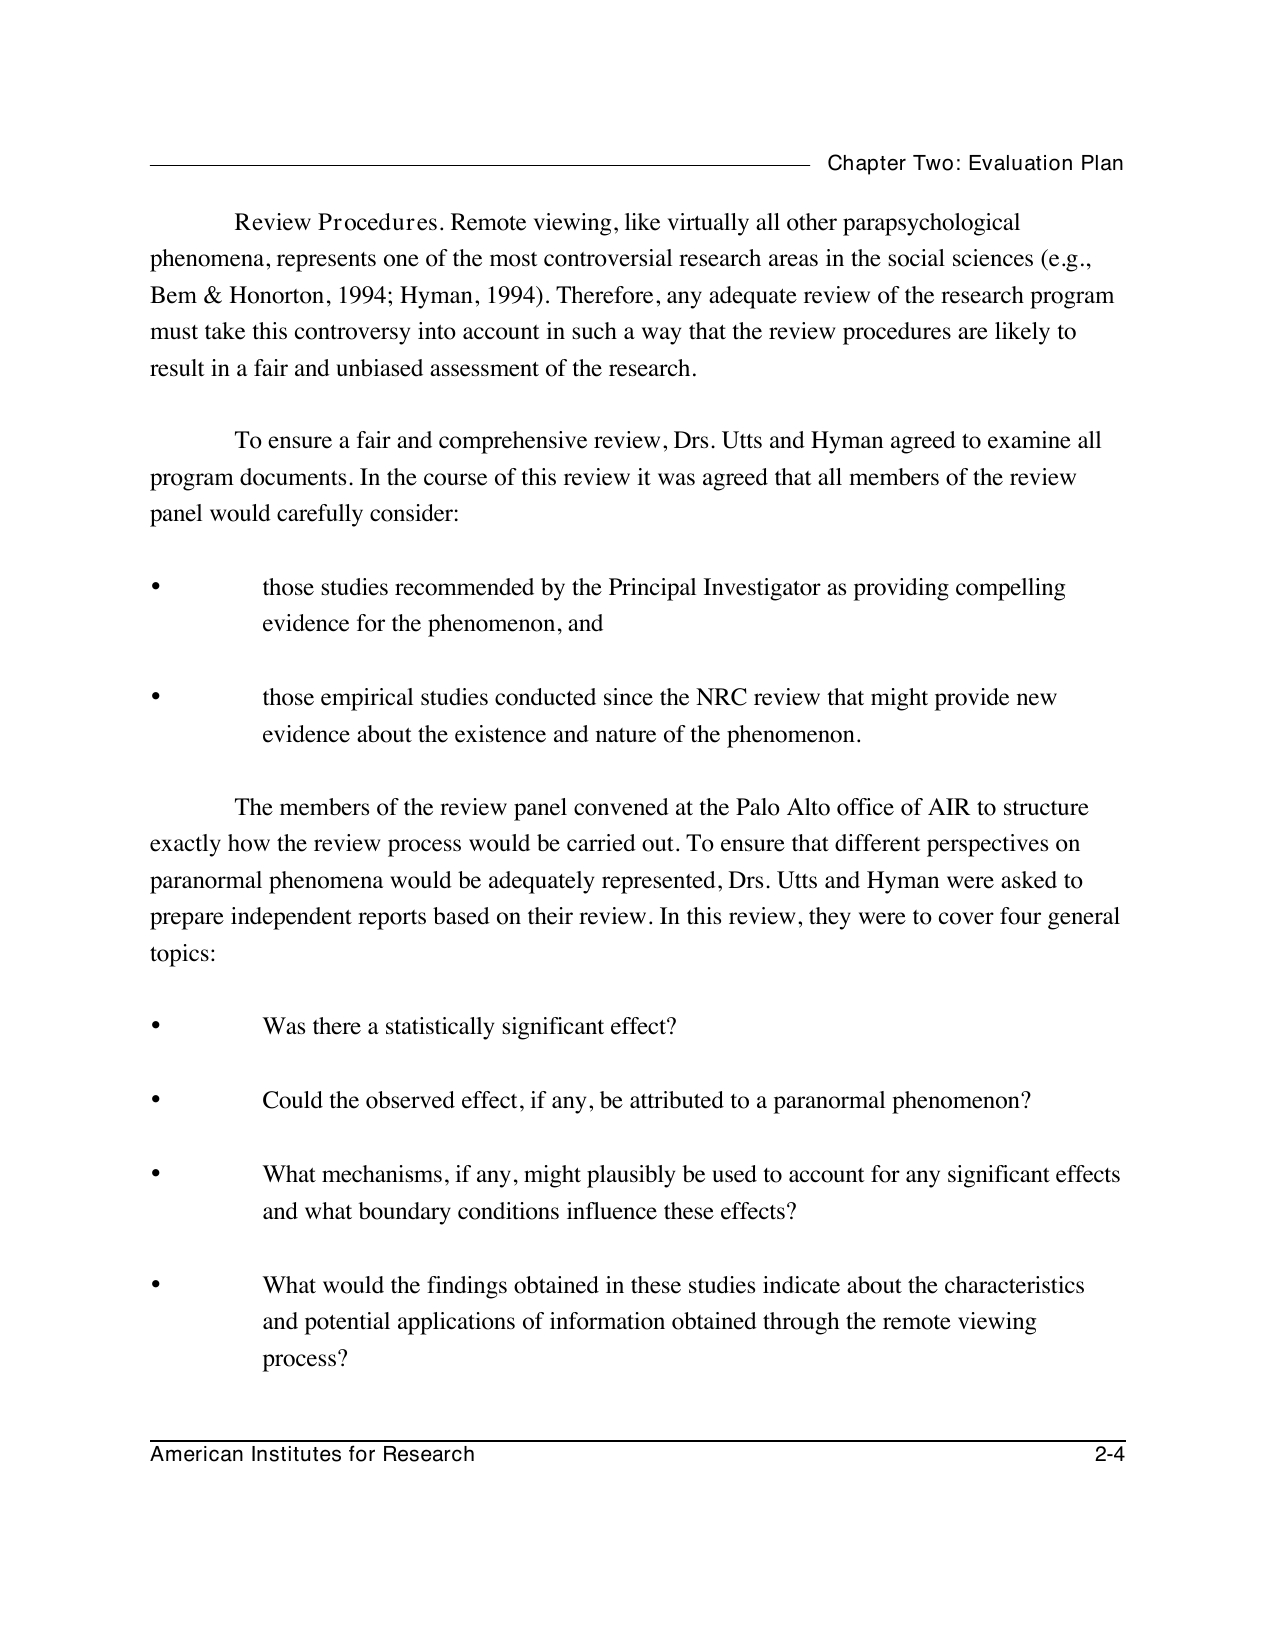 Chapter Two: Evaluation Plan
Review Procedures. Remote viewing, like virtually all other parapsychological
phenomena, represents one of the most controversial research areas in the social sciences (e.g.,
Bem & Honorton, 1994; Hyman, 1994). Therefore, any adequate review of the research program
must take this controversy into account in such a way that the review procedures are likely to
result in a fair and unbiased assessment of the research.
To ensure a fair and comprehensive review, Drs. Utts and Hyman agreed to examine all
program documents. In the course of this review it was agreed that all members of the review
panel would carefully consider:
• those studies recommended by the Principal Investigator as providing compelling
evidence for the phenomenon, and
• those empirical studies conducted since the NRC review that might provide new
evidence about the existence and nature of the phenomenon.
The members of the review panel convened at the Palo Alto office of AIR to structure
exactly how the review process would be carried out. To ensure that different perspectives on
paranormal phenomena would be adequately represented, Drs. Utts and Hyman were asked to
prepare independent reports based on their review. In this review, they were to cover four general
topics:
• Was there a statistically significant effect?
• Could the observed effect, if any, be attributed to a paranormal phenomenon?
• What mechanisms, if any, might plausibly be used to account for any significant effects
and what boundary conditions influence these effects?
• What would the findings obtained in these studies indicate about the characteristics
and potential applications of information obtained through the remote viewing
process?
American Institutes for Research 2-4